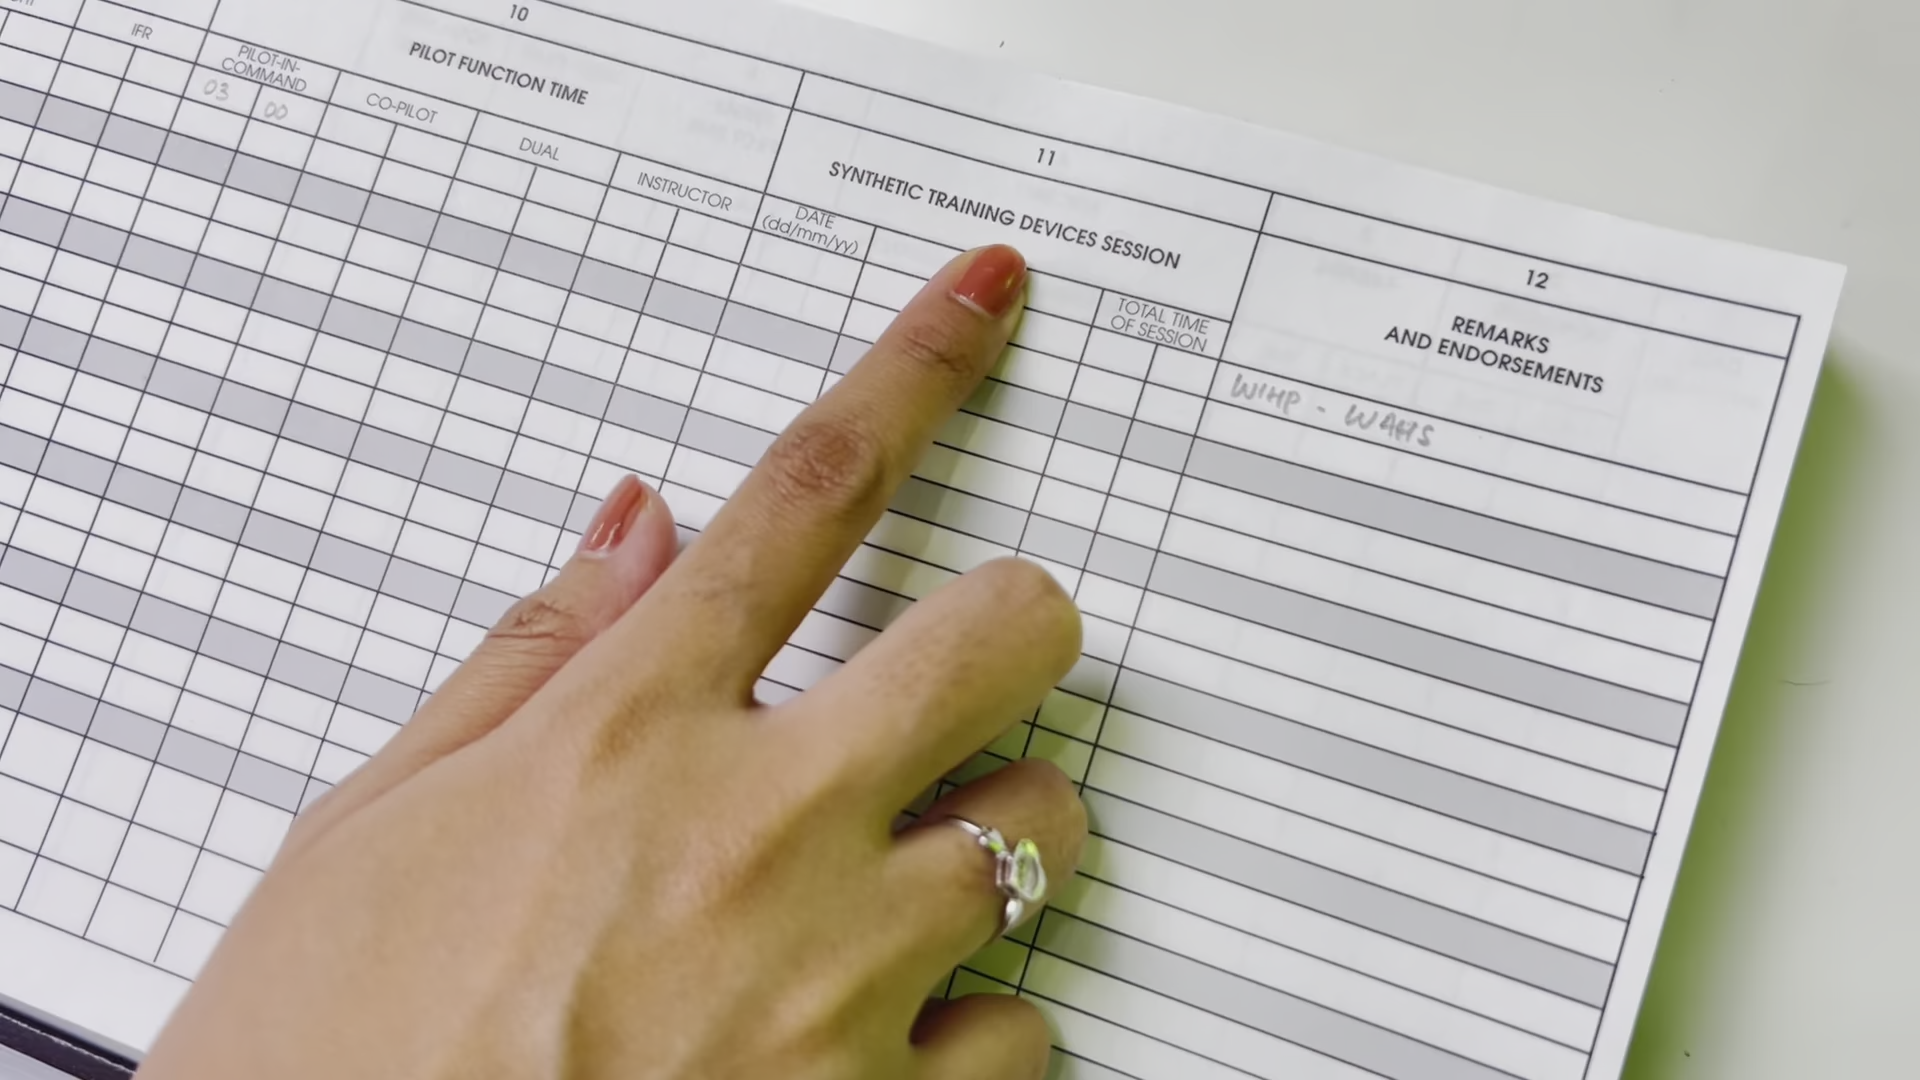 10
11
12
IFR
PILOT FUNCTION TIME
SYNTHETIC TRAINING DEVICES SESSION
REMARKS
AND ENDORSEMENTS
PILOT-IN-
COMMAND
CO-PILOT
DUAL
INSTRUCTOR
DATE
(dd/mm/yy)
TOTAL TIME
OF SESSION
03 00
WIHP - WAHS